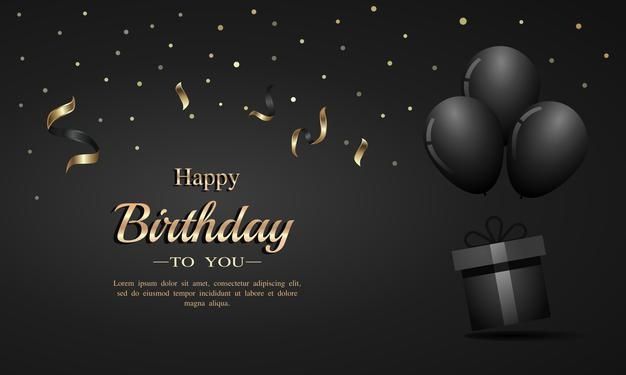 Happy
Birthday
TO YOU
Lorem ipsum dolor sit amet, consectetur adipiscing
elit, sed do eiusmod tempor incididunt ut labore et dolore
magna aliqua.